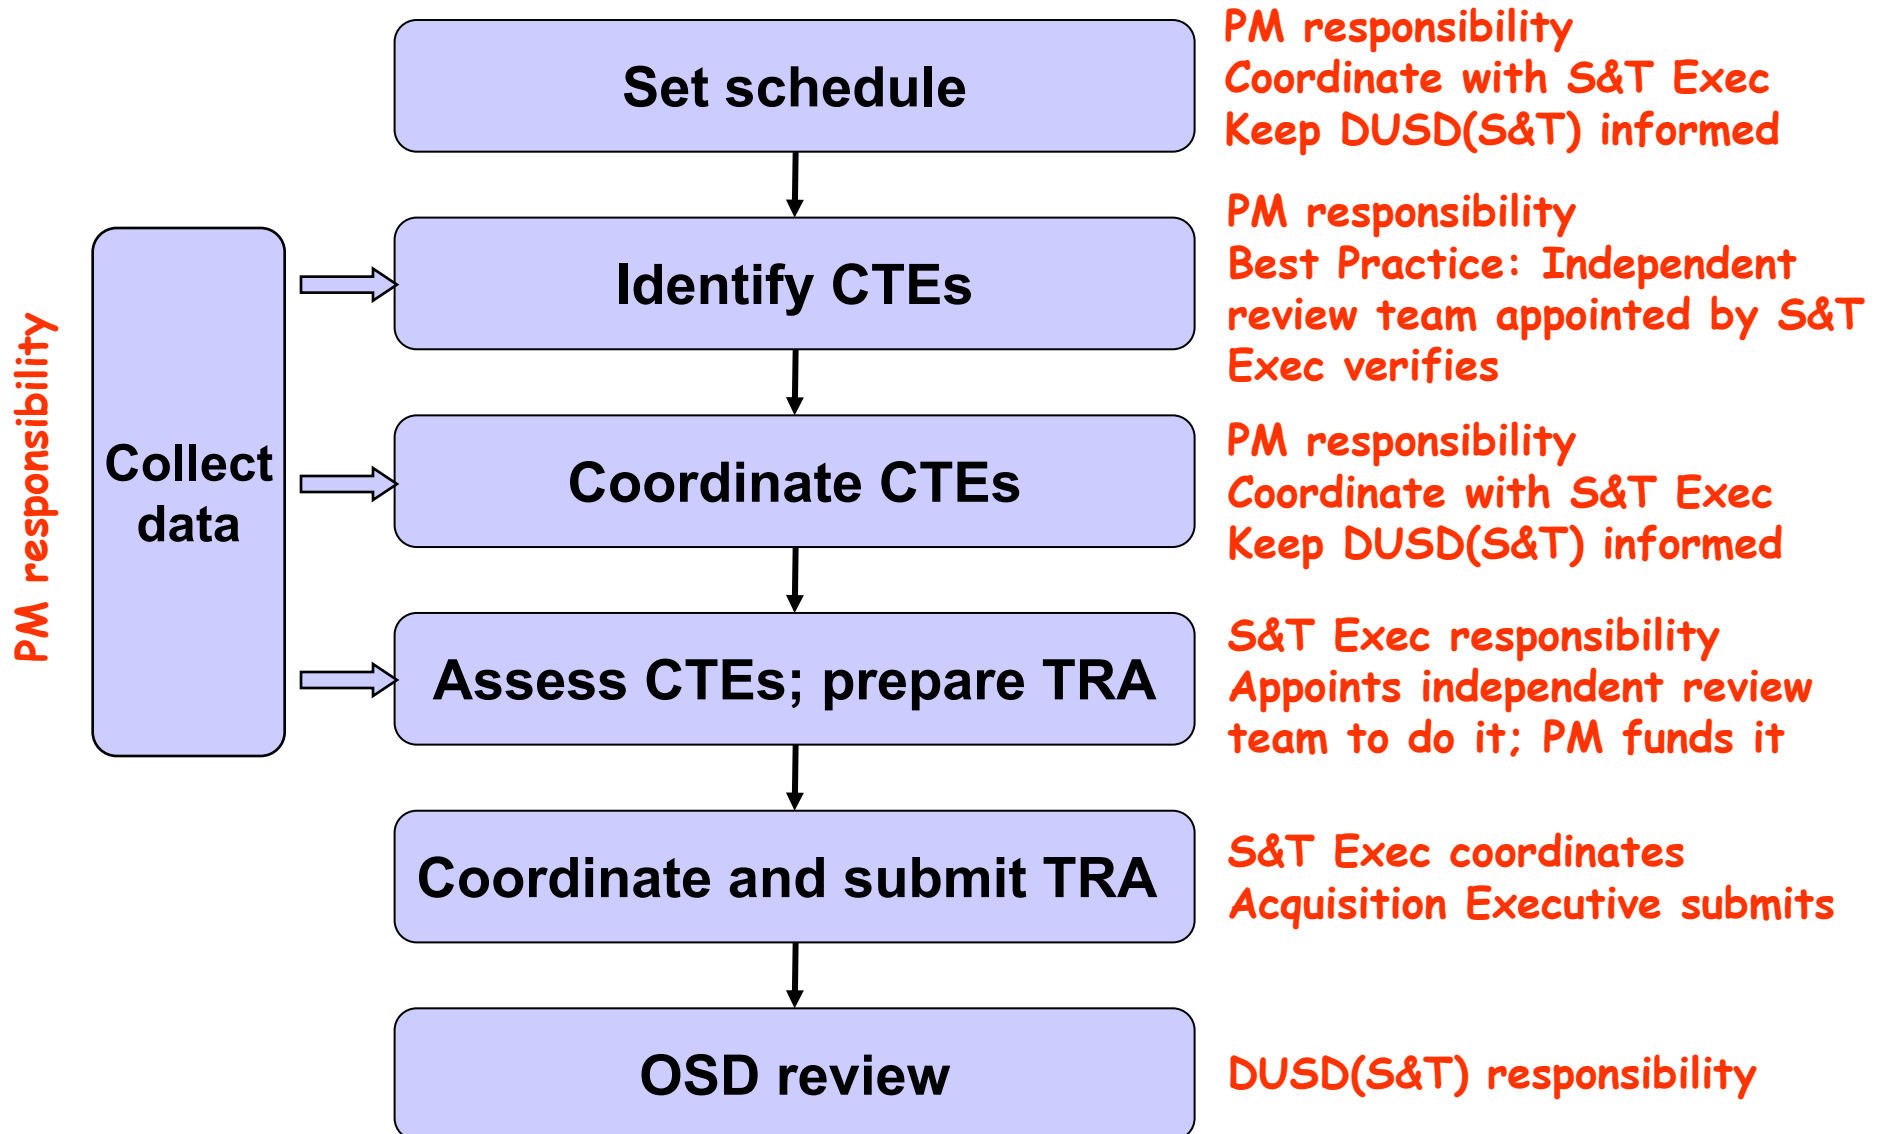 Set schedule
PM responsibility
Coordinate with S&T Exec
Keep DUSD(S&T) informed
PM responsibility
Collect
data
Identify CTEs
PM responsibility
Best Practice: Independent
review team appointed by S&T
Exec verifies
Coordinate CTEs
PM responsibility
Coordinate with S&T Exec
Keep DUSD(S&T) informed
Assess CTEs; prepare TRA
S&T Exec responsibility
Appoints independent review
team to do it; PM funds it
Coordinate and submit TRA
S&T Exec coordinates
Acquisition Executive submits
OSD review
DUSD(S&T) responsibility